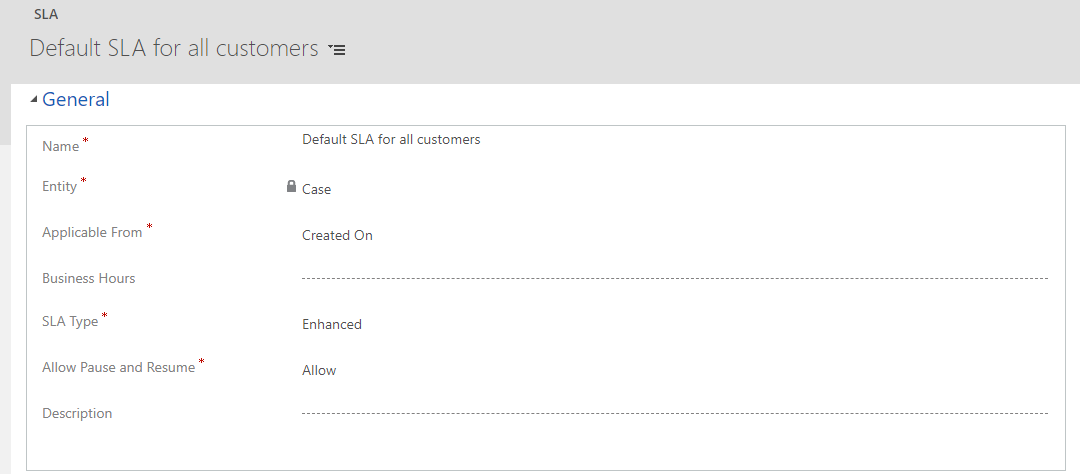 SLA
Default SLA for all customers
General
Name * Default SLA for all customers
Entity * Case
Applicable From * Created On
Business Hours
SLA Type * Enhanced
Allow Pause and Resume * Allow
Description